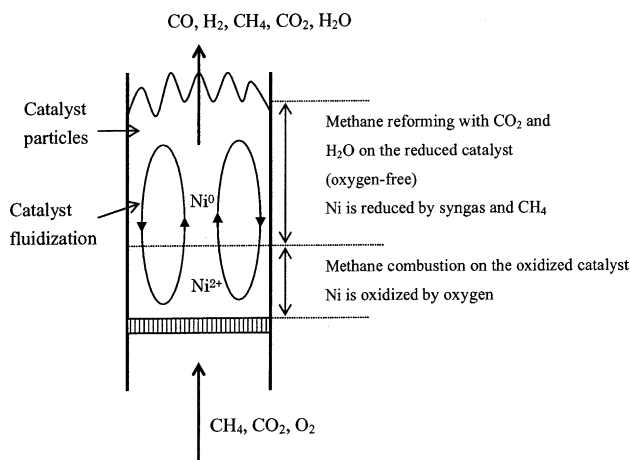 CO, H₂, CH₄, CO₂, H₂O
Catalyst
particles
Methane reforming with CO₂ and
H₂O on the reduced catalyst
(oxygen-free)
Ni is reduced by syngas and CH₄
Ni⁰
Catalyst
fluidization
Methane combustion on the oxidized catalyst
Ni is oxidized by oxygen
Ni²⁺
CH₄, CO₂, O₂